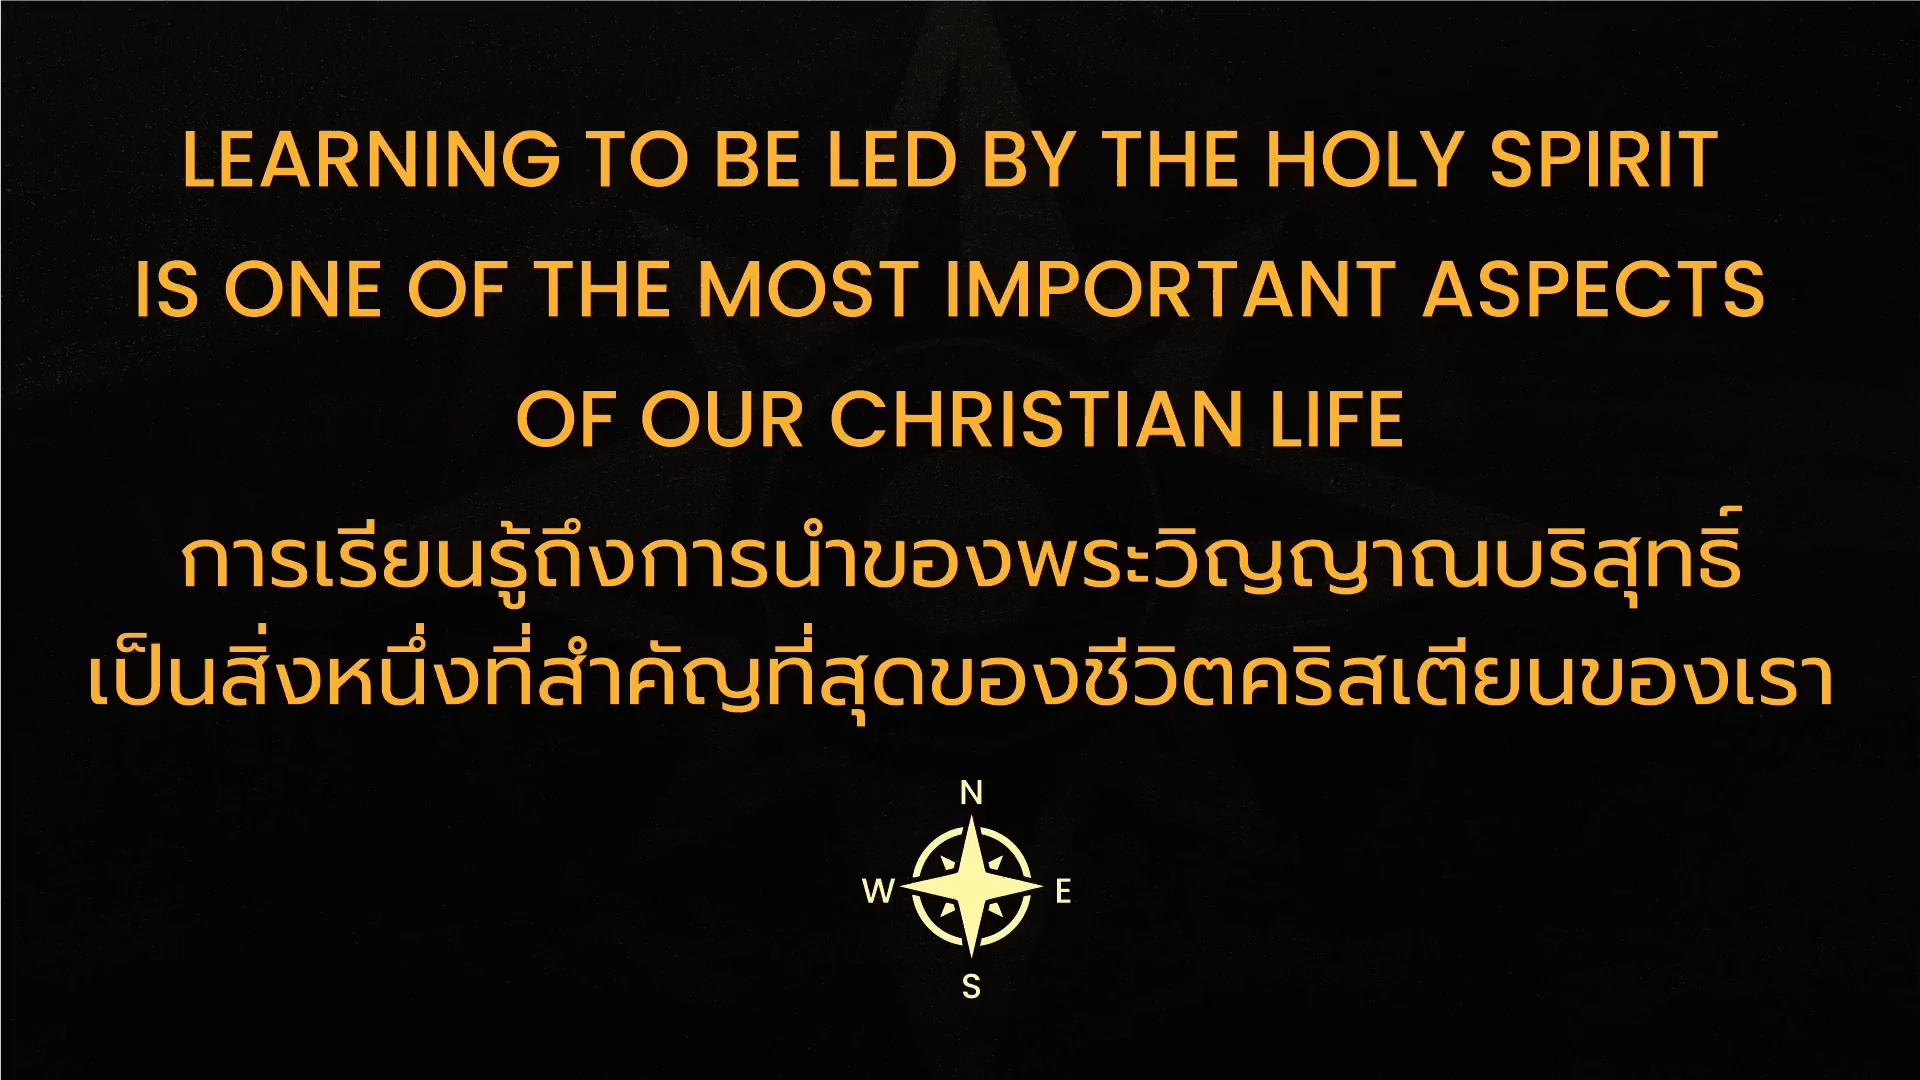 LEARNING TO BE LED BY THE HOLY SPIRIT
IS ONE OF THE MOST IMPORTANT ASPECTS
OF OUR CHRISTIAN LIFE
การเรียนรู้ถึงการนำของพระวิญญาณบริสุทธิ์
เป็นสิ่งหนึ่งที่สำคัญที่สุดของชีวิตคริสเตียนของเรา
N
W E
S